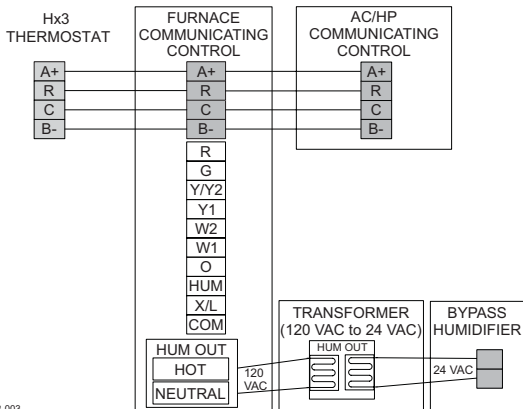 Hx3
THERMOSTAT
A+
R
C
B-
FURNACE
COMMUNICATING
CONTROL
A+
R
C
B-
R
G
Y/Y2
Y1
W2
W1
O
HUM
X/L
COM
HUM OUT
HOT
NEUTRAL
120
VAC
AC/HP
COMMUNICATING
CONTROL
A+
R
C
B-
TRANSFORMER
(120 VAC to 24 VAC)
HUM OUT
BYPASS
HUMIDIFIER
24 VAC